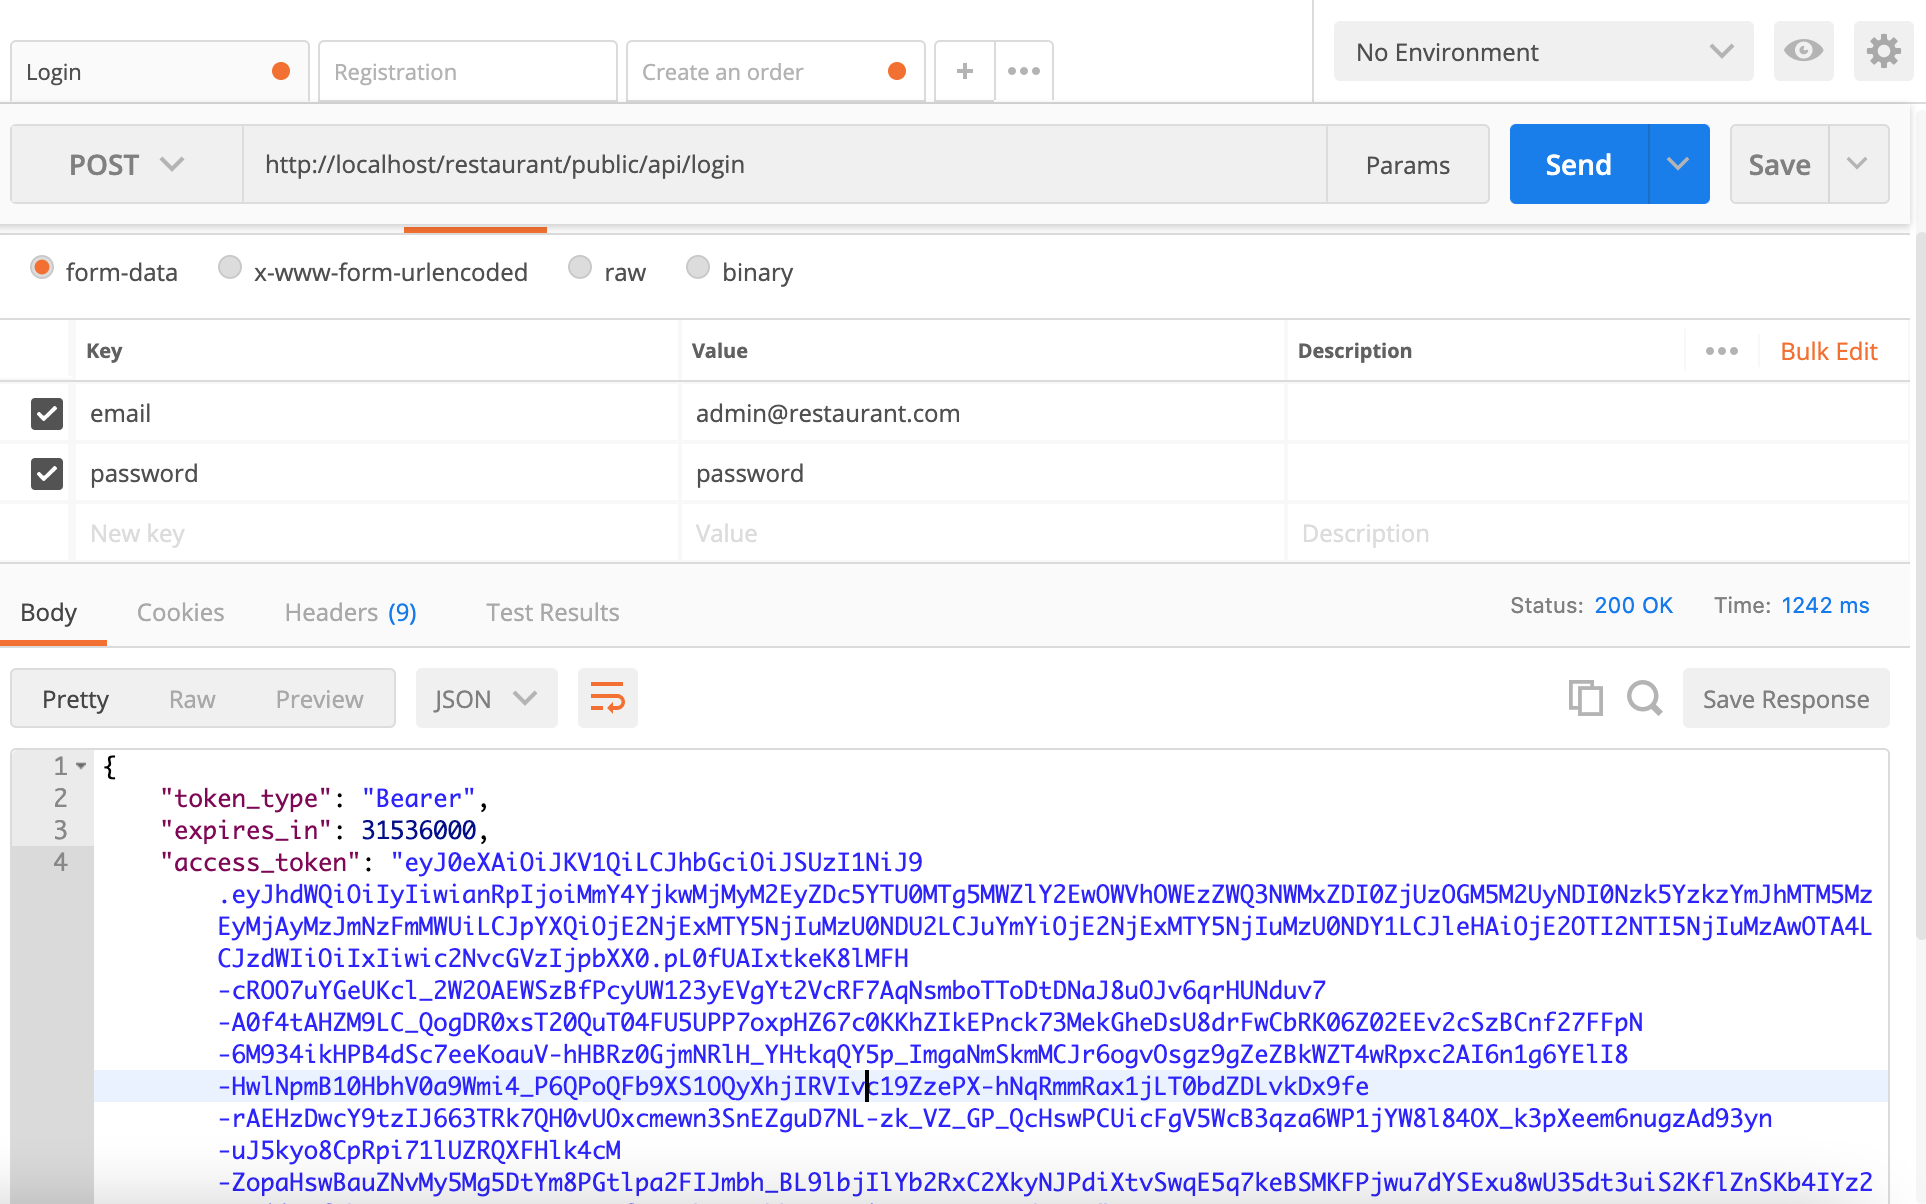 Login
Registration
Create an order
+
No Environment
POST
http://localhost/restaurant/public/api/login
Params
Send
Save
form-data
x-www-form-urlencoded
raw
binary
Key Value Description Bulk Edit
email admin@restaurant.com
password password
New key Value Description
Body Cookies Headers (9) Test Results Status: 200 OK Time: 1242 ms
Pretty Raw Preview JSON Save Response
1 {
2 "token_type": "Bearer",
3 "expires_in": 31536000,
4 "access_token": "eyJ0eXAiOiJKV1QiLCJhbGciOiJSUzI1NiJ9
.eyJhdWQiOiIyIiwianRpIjoiMmY4YjkwMjMyM2EyZDc5YTU0MTg5MWZlY2EwOWVhOWEzZWQ3NWMxZDI0ZjUzOGM5M2UyNDI0Nzk5YzkzYmJhMTM5Mz
EyMjAyMzJmNzFmMWUiLCJpYXQiOjE2NjExMTY5NjIuMzU0NDU2LCJuYmYiOjE2NjExMTY5NjIuMzU0NDY1LCJleHAiOjE2OTI2NTI5NjIuMzAwOTA4L
CJzdWIiOiIxIiwic2NvcGVzIjpbXX0.pL0fUAIxtkeK8lMFH
-cROO7uYGeUKcl_2W2OAEWSzBfPcyUW123yEVgYt2VcRF7AqNsmboTToDtDNaJ8uOJv6qrHUNduv7
-A0f4tAHZM9LC_QogDR0xsT20QuT04FU5UPP7oxpHZ67c0KKhZIkEPnck73MekGheDsU8drFwCbRK06Z02EEv2cSzBCnf27FFpN
-6M934ikHPB4dSc7eeKoauV-hHBRz0GjmNRlH_YHtkqQY5p_ImgaNmSkmMCJr6ogvOsgz9gZeZBkWZT4wRpxc2AI6n1g6YElI8
-HwlNpmB10HbhV0a9Wmi4_P6QPoQFb9XS1OQyXhjIRVIvc19ZzePX-hNqRmmRax1jLT0bdZDLvkDx9fe
-rAEHzDwcY9tzIJ663TRk7QH0vUOxcmewn3SnEZguD7NL-zk_VZ_GP_QcHswPCUicFgV5WcB3qza6WP1jYW8l84OX_k3pXeem6nugzAd93yn
-uJ5kyo8CpRpi71lUZRQXFHlk4cM
-ZopaHswBauZNvMy5Mg5DtYm8PGtlpa2FIJmbh_BL9lbjIlYb2RxC2XkyNJPdiXtvSwqE5q7keBSMKFPjwu7dYSExu8wU35dt3uiS2KflZnSKb4IYz2